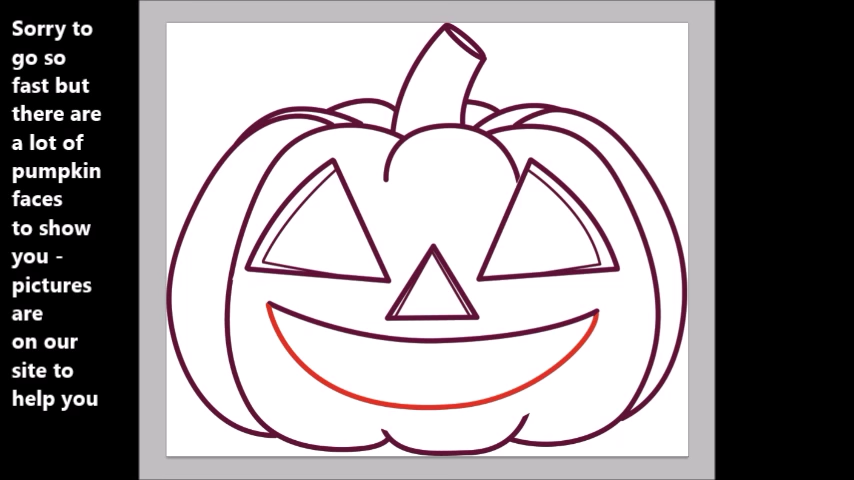 Sorry to
go so
fast but
there are
a lot of
pumpkin
faces
to show
you -
pictures
are
on our
site to
help you